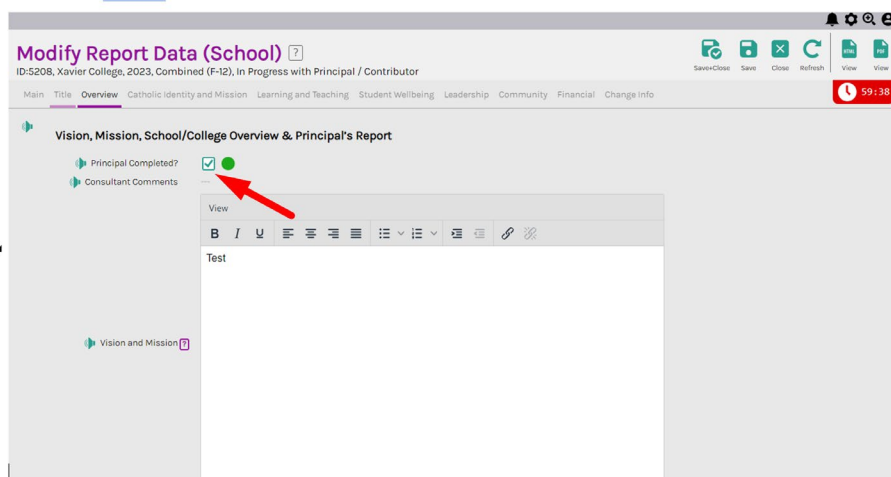 Modify Report Data (School) ?
ID:5208, Xavier College, 2023, Combined (F-12), In Progress with Principal / Contributor
Save+Close Save Close Refresh HTML View PDF View
Main Title Overview Catholic Identity and Mission Learning and Teaching Student Wellbeing Leadership Community Financial Change Info
59:38
Vision, Mission, School/College Overview & Principal's Report
Principal Completed?
Consultant Comments ---
View
B I U
Test
Vision and Mission ?